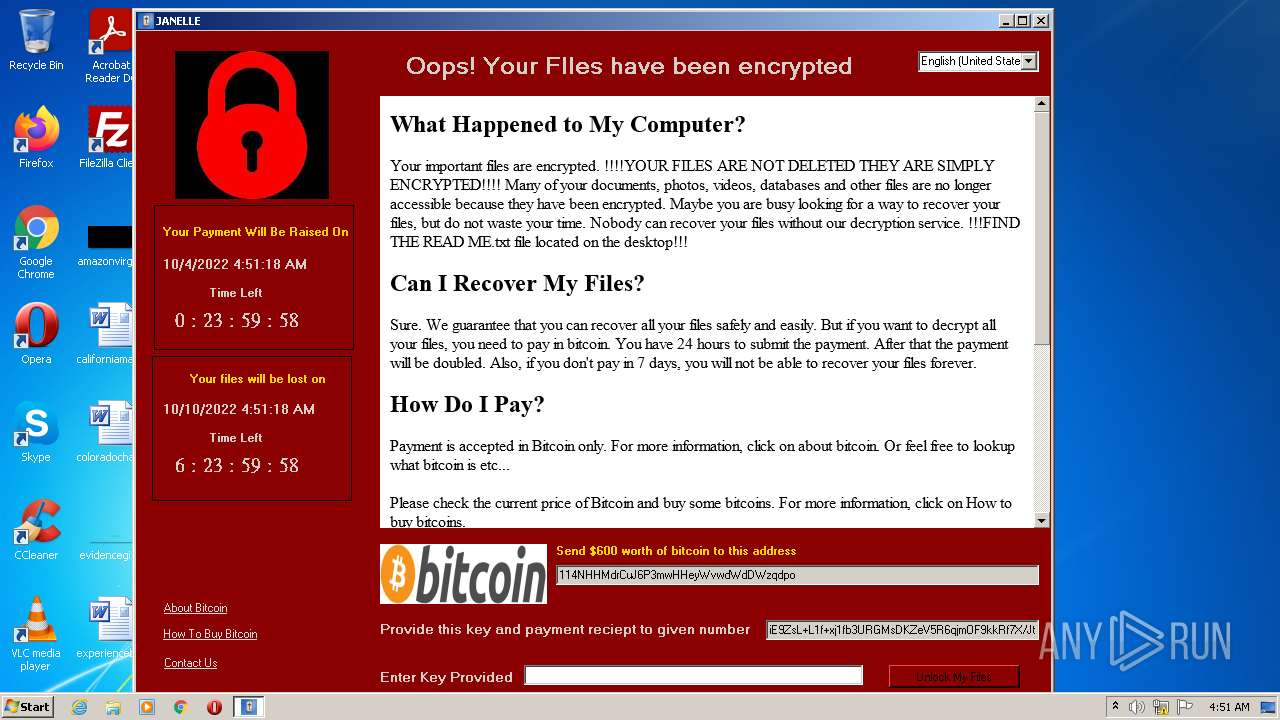 JANELLE
Recycle Bin
Acrobat
Reader D
Firefox
FileZilla Clie
Google
Chrome
amazonvirg
Opera
californiama
Skype
coloradocha
CCleaner
evidencegi
VLC media
player
Oops! Your FIles have been encrypted
English (United State
Your Payment Will Be Raised On
10/4/2022 4:51:18 AM
Time Left
0 : 23 : 59 : 58
Your files will be lost on
10/10/2022 4:51:18 AM
Time Left
6 : 23 : 59 : 58
About Bitcoin
How To Buy Bitcoin
Contact Us
What Happened to My Computer?
Your important files are encrypted. !!!!YOUR FILES ARE NOT DELETED THEY ARE SIMPLY
ENCRYPTED!!!! Many of your documents, photos, videos, databases and other files are no longer
accessible because they have been encrypted. Maybe you are busy looking for a way to recover your
files, but do not waste your time. Nobody can recover your files without our decryption service. !!!FIND
THE READ ME.txt file located on the desktop!!!
Can I Recover My Files?
Sure. We guarantee that you can recover all your files safely and easily. But if you want to decrypt all
your files, you need to pay in bitcoin. You have 24 hours to submit the payment. After that the payment
will be doubled. Also, if you don't pay in 7 days, you will not be able to recover your files forever.
How Do I Pay?
Payment is accepted in Bitcoin only. For more information, click on about bitcoin. Or feel free to lookup
what bitcoin is etc...
Please check the current price of Bitcoin and buy some bitcoins. For more information, click on How to
buy bitcoins.
bitcoin
Send $600 worth of bitcoin to this address
114NHHMdrCuJ6P3mwHHeyWvwdWdDWzqdpo
Provide this key and payment reciept to given number
iE9ZsL+L1f+xj1fb3URGMsDKZeV5R6qjmOF9kkRf7X/Jt
Enter Key Provided
Unlock My Files
ANY RUN
Start
4:51 AM